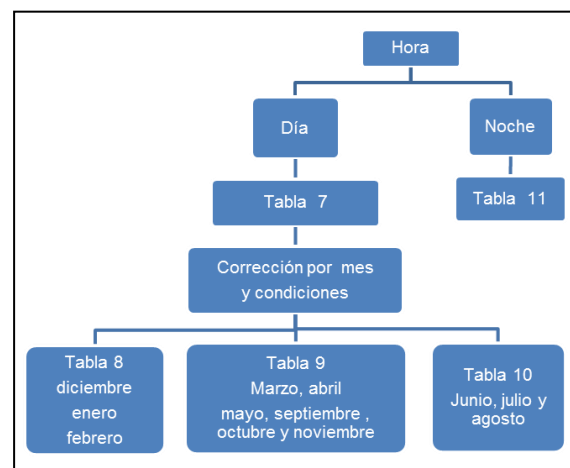 Hora
Día
Noche
Tabla 7
Tabla 11
Corrección por mes
y condiciones
Tabla 8
diciembre
enero
febrero
Tabla 9
Marzo, abril
mayo, septiembre ,
octubre y noviembre
Tabla 10
Junio, julio y
agosto